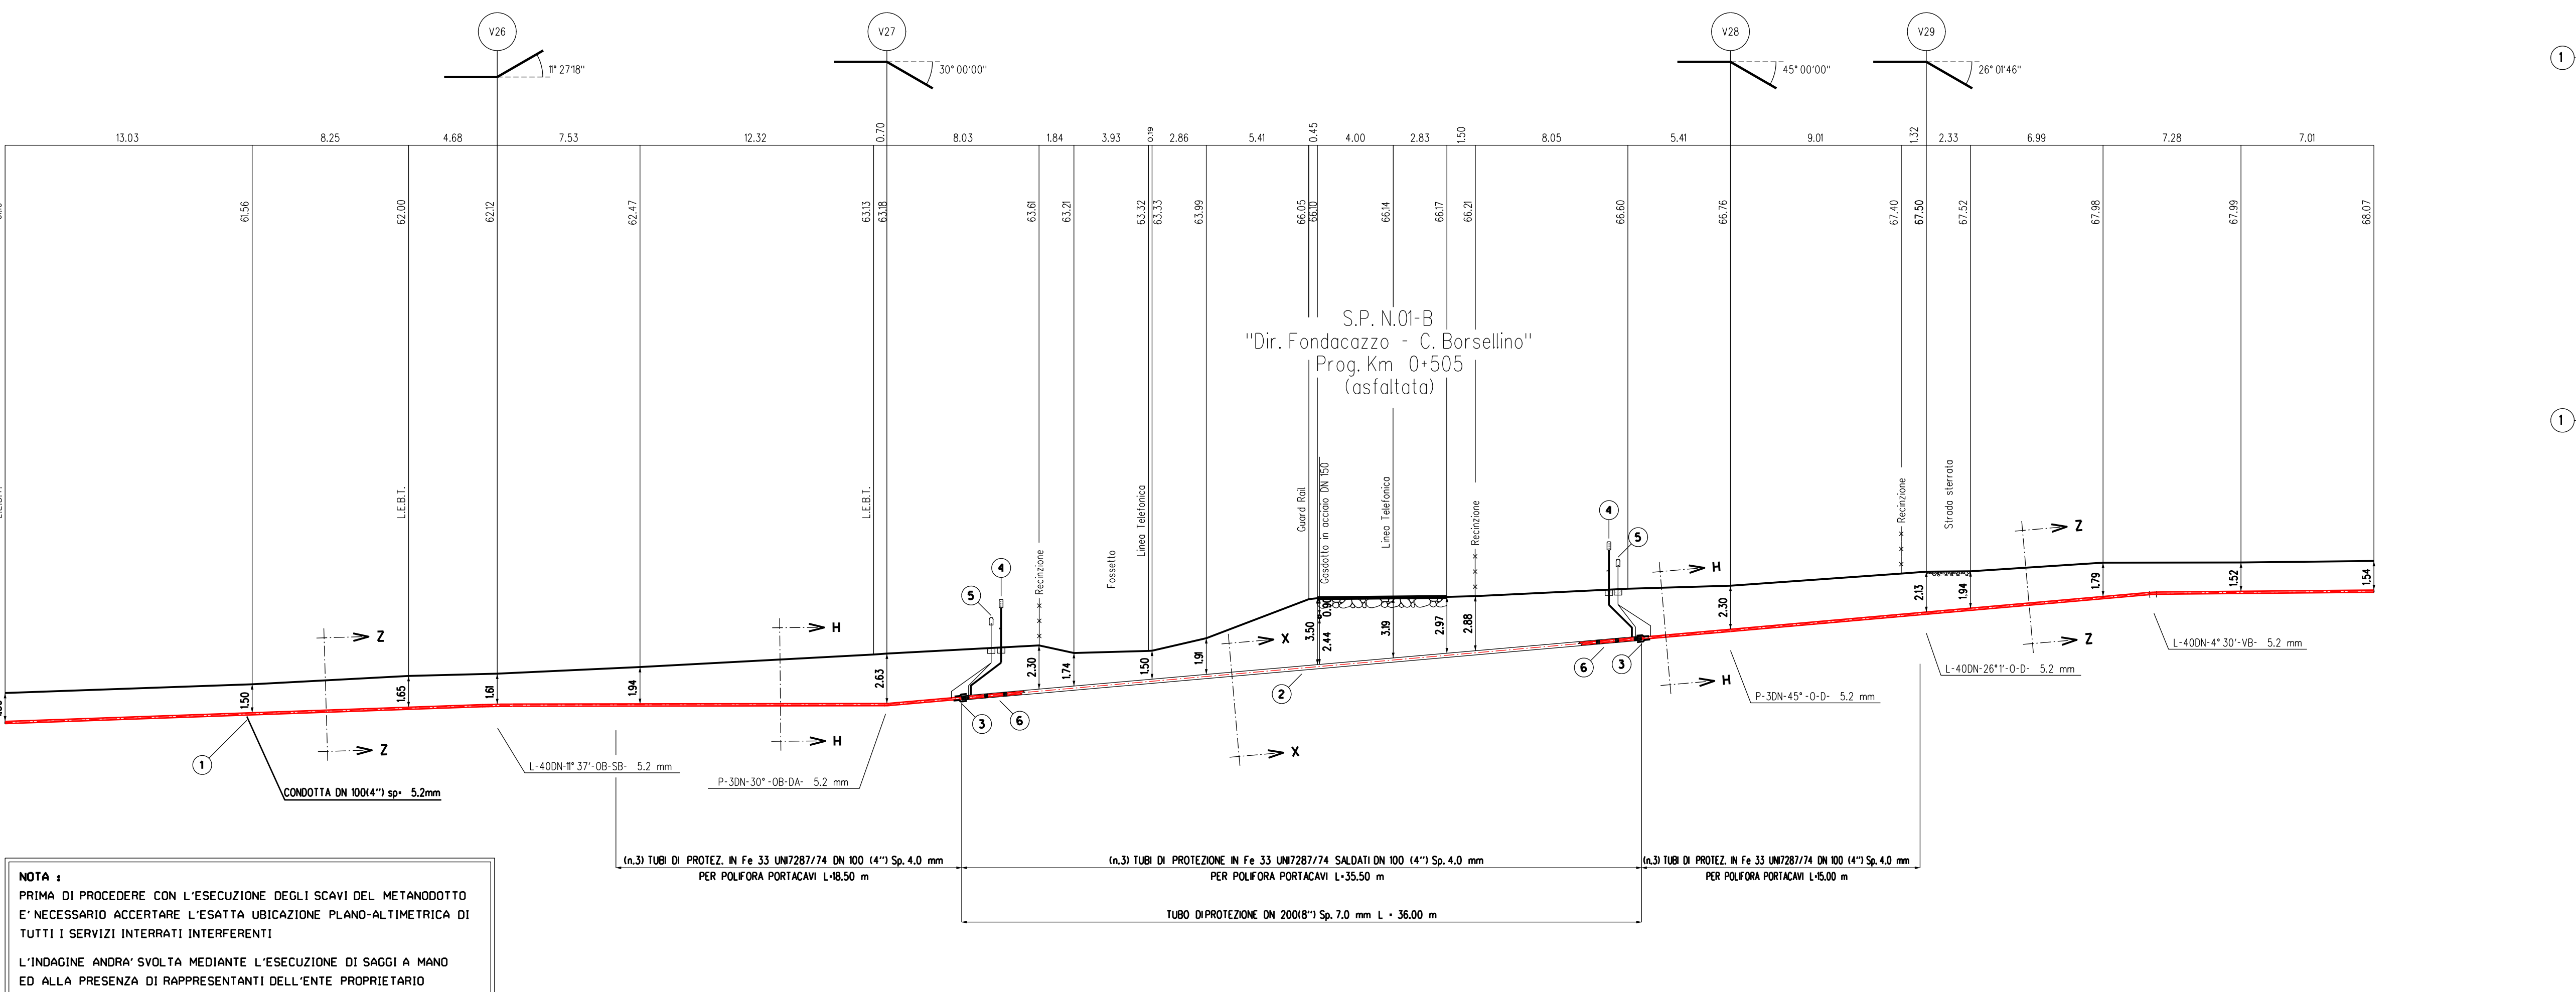 V26
V27
V28
V29
1
11° 27'18"
30° 00'00"
45° 00'00"
26° 01'46"
13.03 8.25 4.68 7.53 12.32 0.70 8.03 1.84 3.93 0.19 2.86 5.41 0.45 4.00 2.83 1.50 8.05 5.41 9.01 1.32 2.33 6.99 7.28 7.01
61.56 62.00 62.12 62.47 63.13 63.18 63.61 63.21 63.32 63.33 63.99 66.05 66.10 66.14 66.17 66.21 66.60 66.76 67.40 67.50 67.52 67.98 67.99 68.07
S.P. N.01-B
"Dir. Fondacazzo - C. Borsellino"
Prog. Km 0+505
(asfaltata)
1
L.E.B.T.
L.E.B.T.
Recinzione
Fossetto
Linea Telefonica
Guard Rail
Gasdotto in acciaio DN 150
Linea Telefonica
Recinzione
Recinzione
Strada sterrata
4
5
4
5
Z
H
X
H
Z
1.50 1.65 1.61 1.94 2.63 2.30 1.74 1.50 1.91 3.50 0.90 2.44 3.19 2.97 2.88 2.30 2.13 1.94 1.79 1.52 1.54
1
Z
H
3
6
X
2
6
3
H
Z
L-40DN-11° 37'-OB-SB- 5.2 mm
P-3DN-30° -OB-DA- 5.2 mm
P-3DN-45° -O-D- 5.2 mm
L-40DN-26°1'-O-D- 5.2 mm
L-40DN-4° 30'-VB- 5.2 mm
CONDOTTA DN 100(4'') sp= 5.2mm
(n.3) TUBI DI PROTEZ. IN Fe 33 UNI7287/74 DN 100 (4'') Sp. 4.0 mm
PER POLIFORA PORTACAVI L=18.50 m
(n.3) TUBI DI PROTEZIONE IN Fe 33 UNI7287/74 SALDATI DN 100 (4'') Sp. 4.0 mm
PER POLIFORA PORTACAVI L=35.50 m
(n.3) TUBI DI PROTEZ. IN Fe 33 UNI7287/74 DN 100 (4'') Sp. 4.0 mm
PER POLIFORA PORTACAVI L=15.00 m
TUBO DI PROTEZIONE DN 200(8'') Sp. 7.0 mm L = 36.00 m
NOTA :
PRIMA DI PROCEDERE CON L'ESECUZIONE DEGLI SCAVI DEL METANODOTTO
E' NECESSARIO ACCERTARE L'ESATTA UBICAZIONE PLANO-ALTIMETRICA DI
TUTTI I SERVIZI INTERRATI INTERFERENTI
L'INDAGINE ANDRA' SVOLTA MEDIANTE L'ESECUZIONE DI SAGGI A MANO
ED ALLA PRESENZA DI RAPPRESENTANTI DELL'ENTE PROPRIETARIO